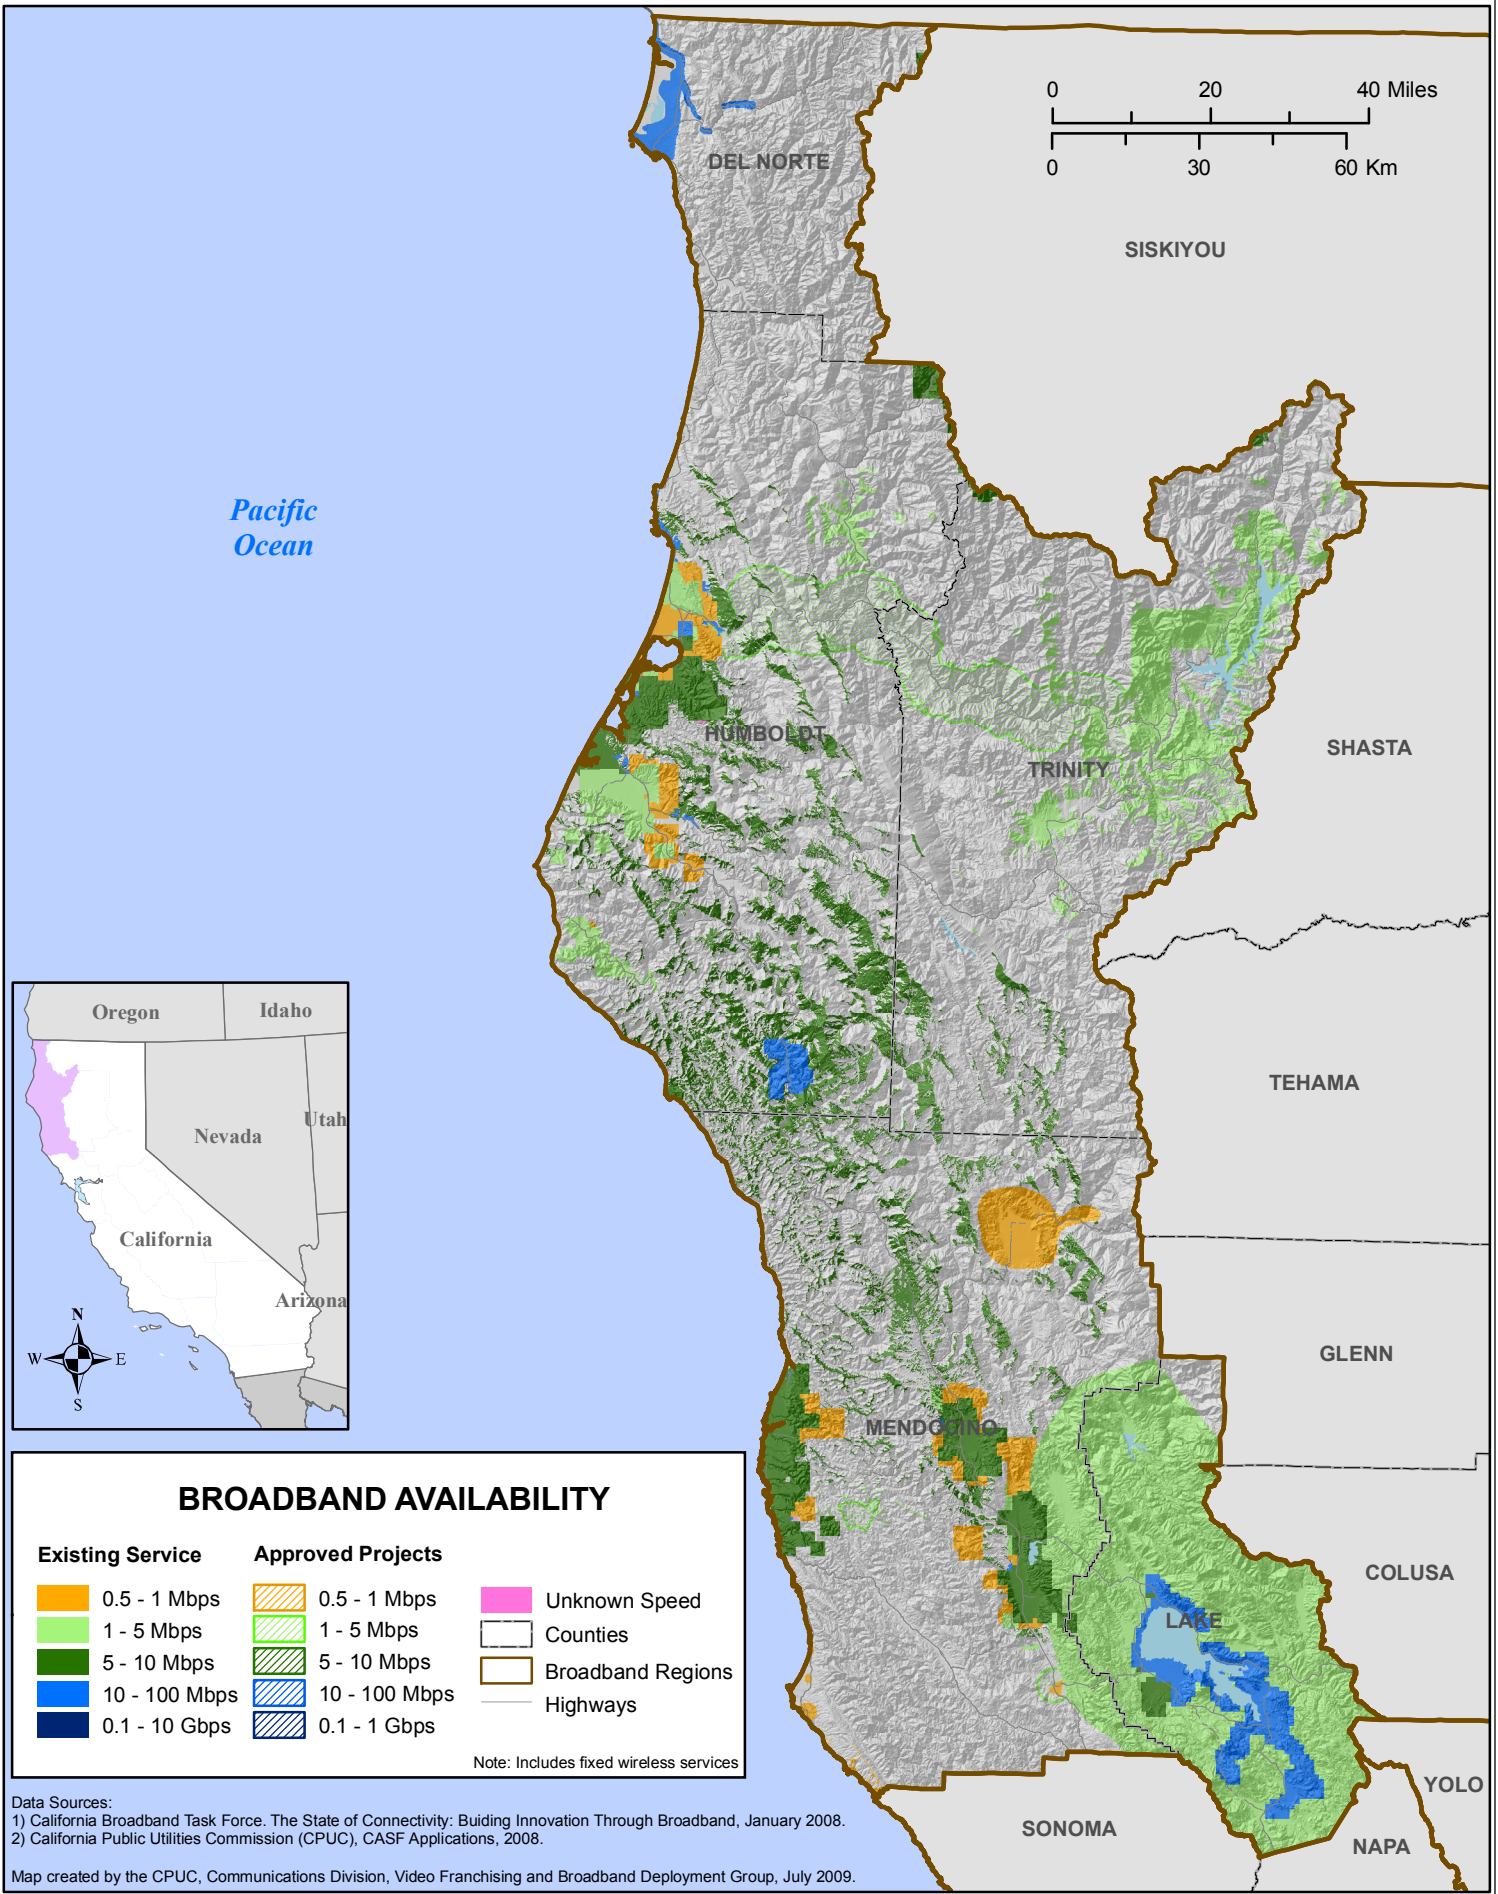 0 20 40 Miles
0 30 60 Km
DEL NORTE
SISKIYOU
Pacific
Ocean
HUMBOLDT
TRINITY
SHASTA
TEHAMA
GLENN
MENDOCINO
COLUSA
LAKE
YOLO
SONOMA
NAPA
Oregon
Idaho
Nevada
Utah
California
Arizona
N
W E
S
BROADBAND AVAILABILITY
Existing Service
0.5 - 1 Mbps
1 - 5 Mbps
5 - 10 Mbps
10 - 100 Mbps
0.1 - 10 Gbps
Approved Projects
0.5 - 1 Mbps
1 - 5 Mbps
5 - 10 Mbps
10 - 100 Mbps
0.1 - 1 Gbps
Unknown Speed
Counties
Broadband Regions
Highways
Note: Includes fixed wireless services
Data Sources:
1) California Broadband Task Force. The State of Connectivity: Buiding Innovation Through Broadband, January 2008.
2) California Public Utilities Commission (CPUC), CASF Applications, 2008.
Map created by the CPUC, Communications Division, Video Franchising and Broadband Deployment Group, July 2009.